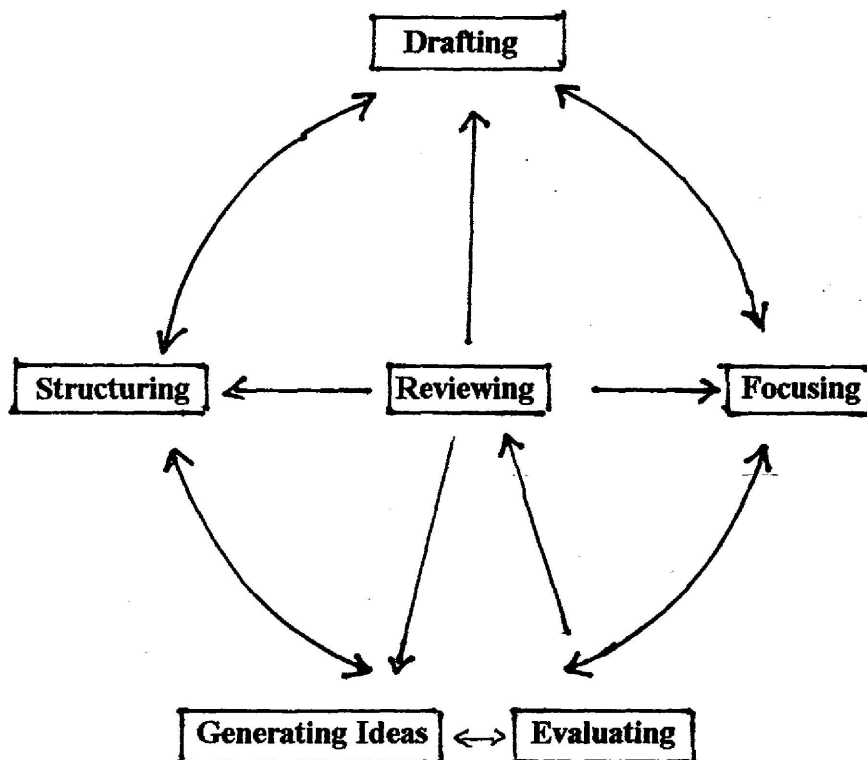 Drafting
Structuring
Reviewing
Focusing
Generating Ideas
Evaluating